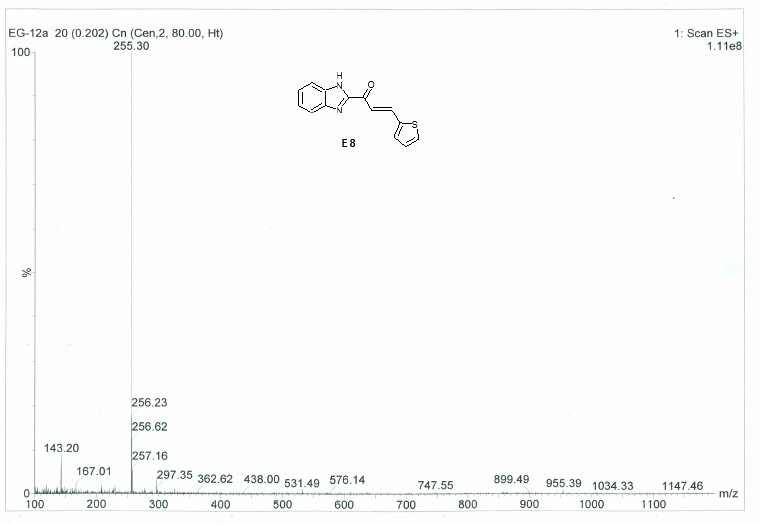 EG-12a 20 (0.202) Cn (Cen,2, 80.00, Ht)
1: Scan ES+
255.30
1.11e8
100
H
N
O
N
S
E 8
%
256.23
256.62
143.20
257.16
167.01
297.35
362.62
438.00
531.49
576.14
747.55
899.49
955.39
1034.33
1147.46
0
m/z
100 200 300 400 500 600 700 800 900 1000 1100